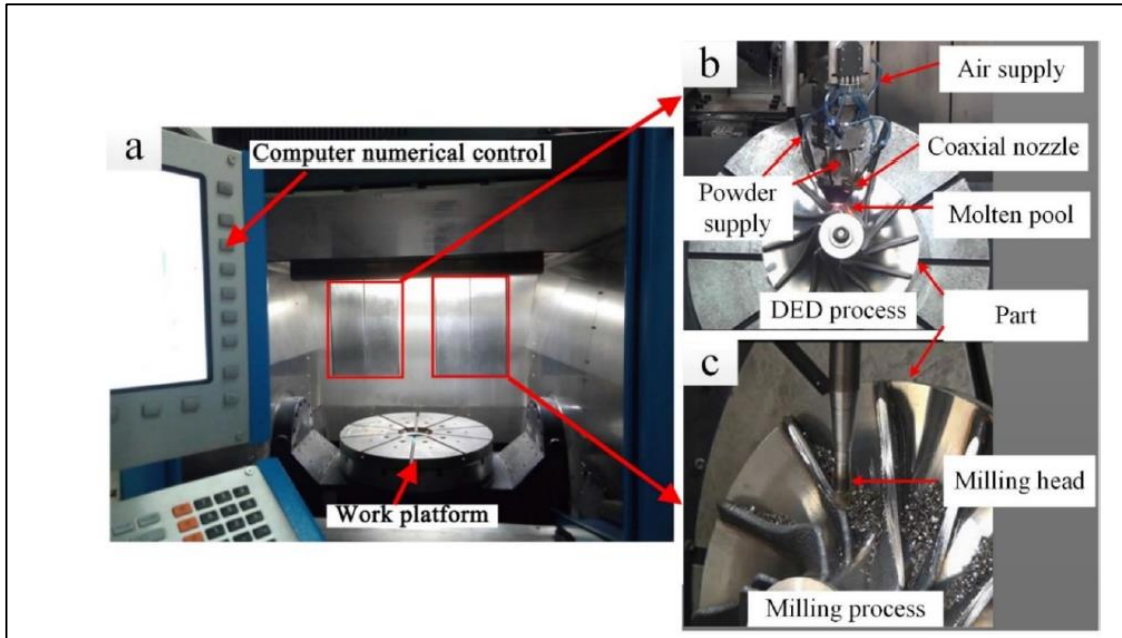 a
Computer numerical control
Work platform
b
Air supply
Coaxial nozzle
Powder
supply
Molten pool
DED process
Part
c
Milling head
Milling process